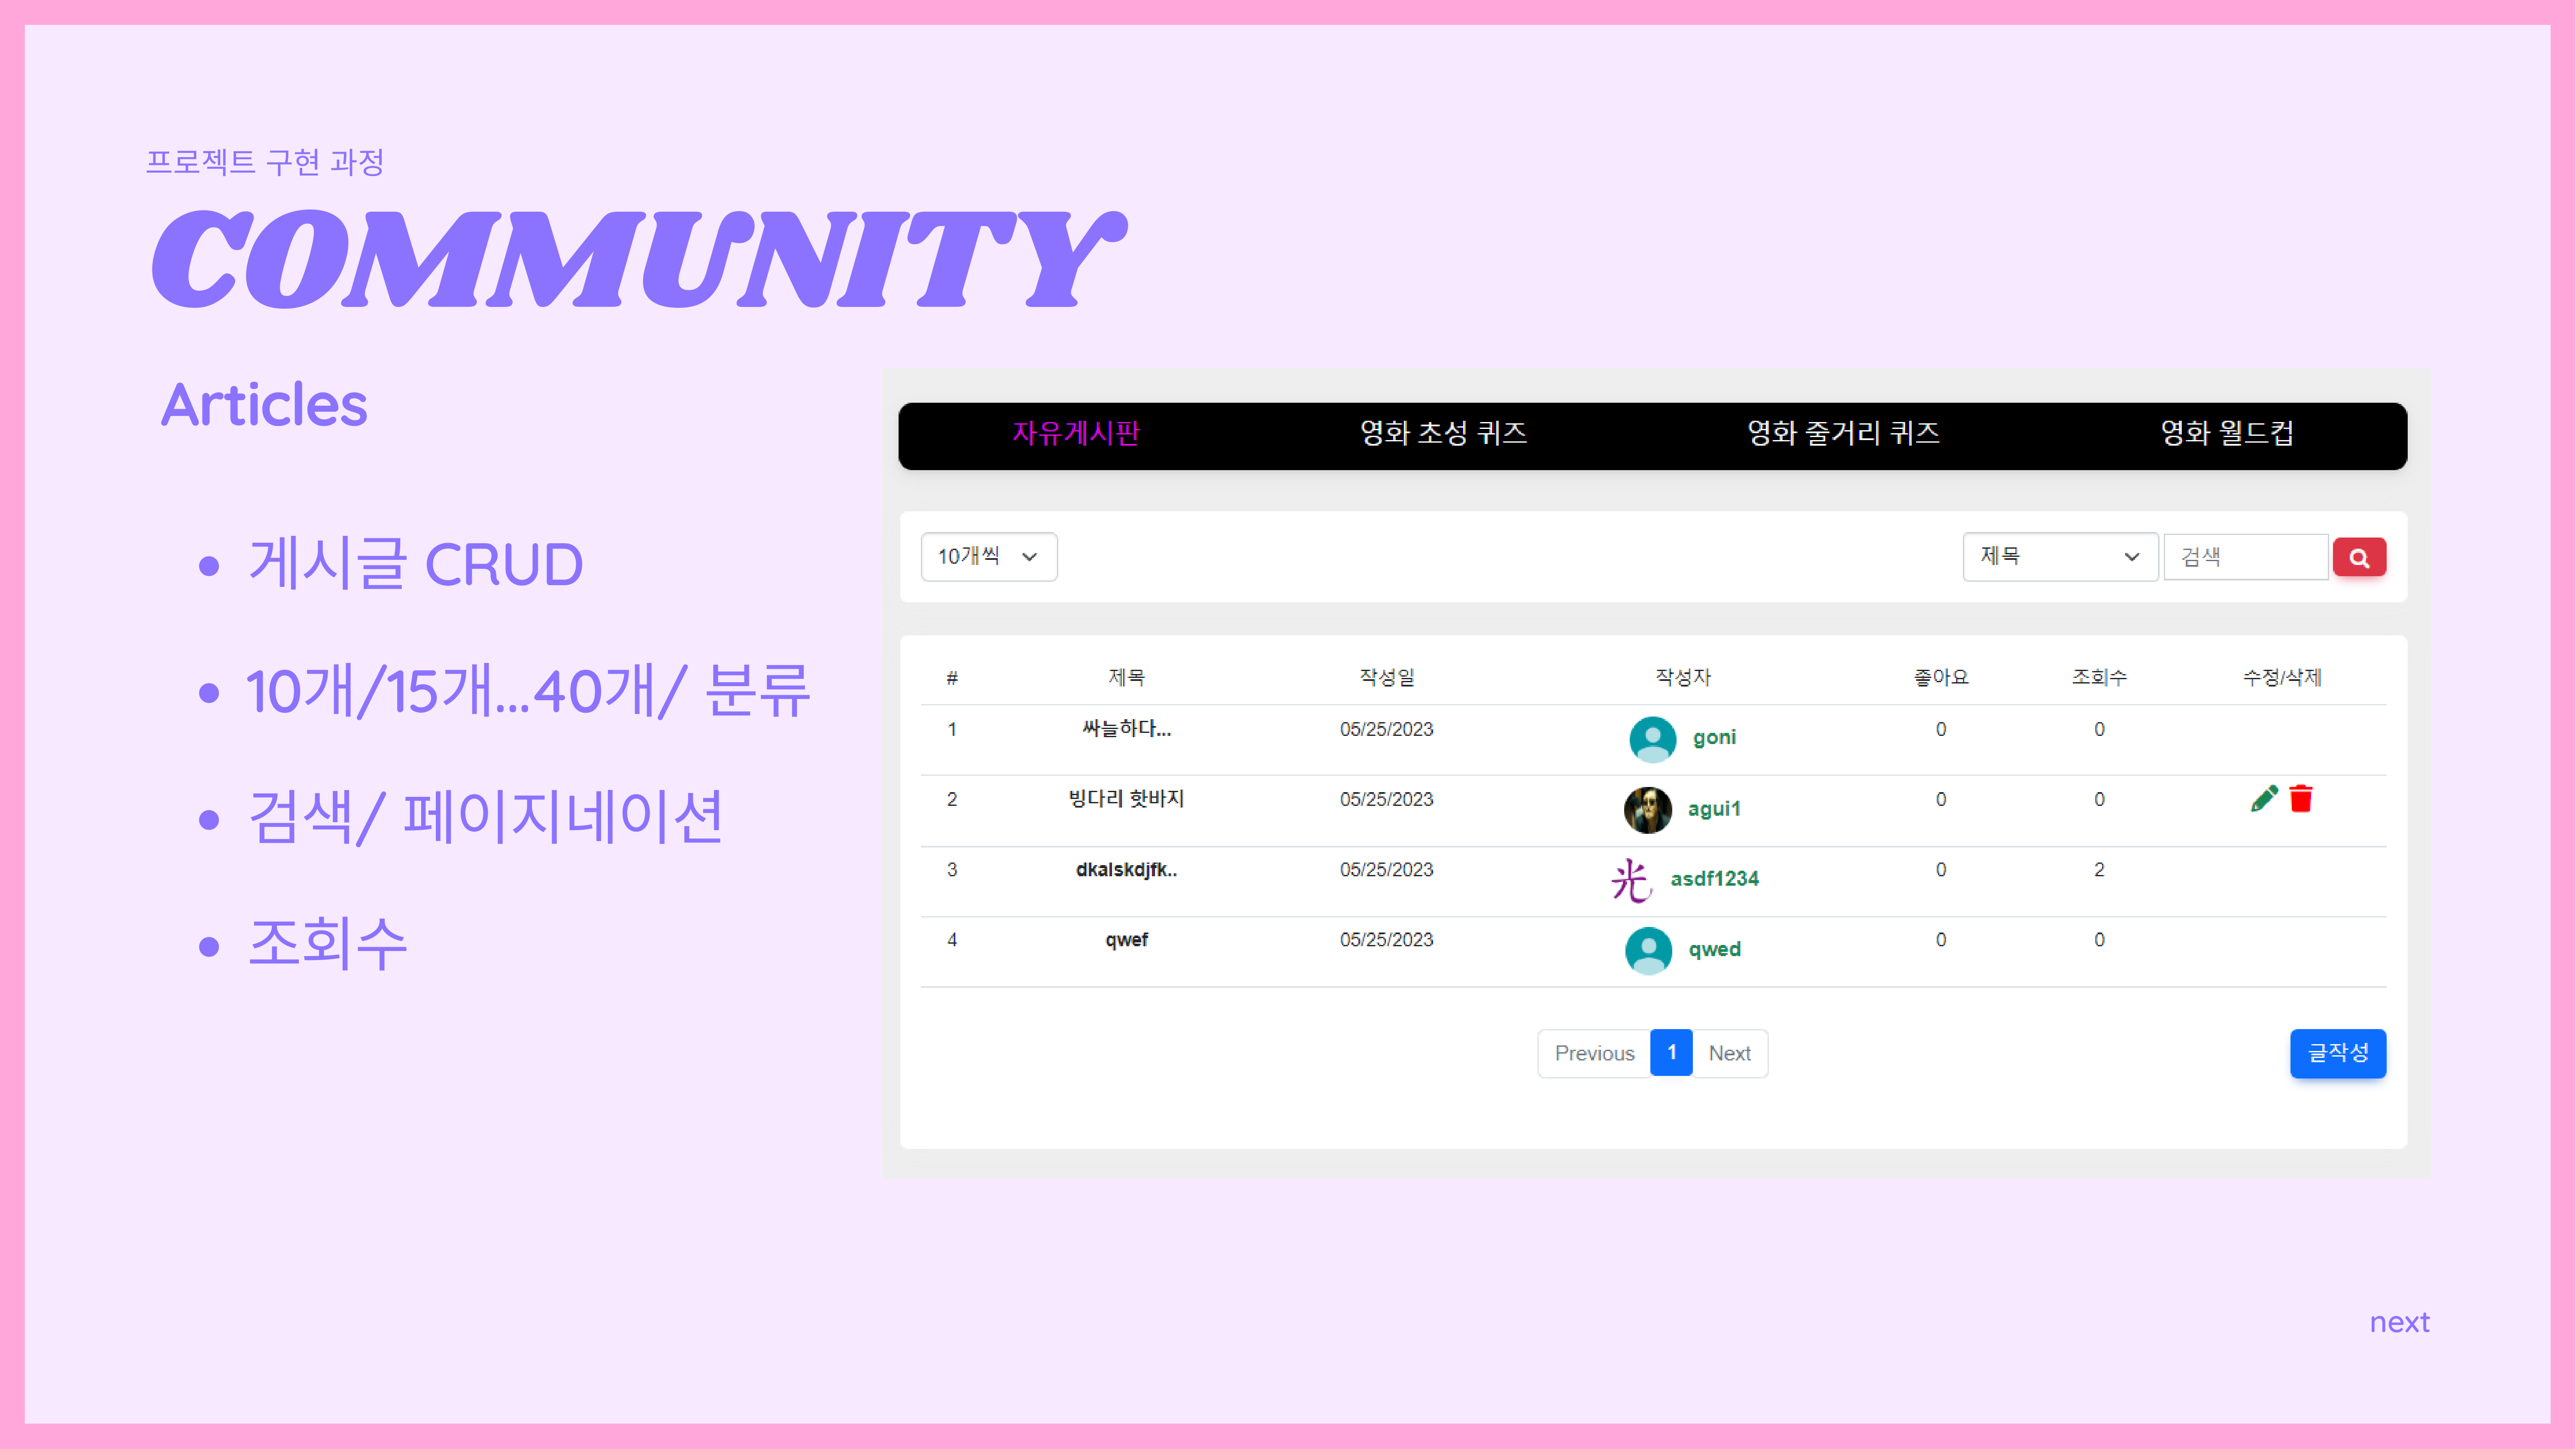 프로젝트 구현 과정
COMMUNITY
Articles
• 게시글 CRUD
• 10개/15개...40개/ 분류
• 검색/ 페이지네이션
• 조회수
자유게시판 영화 초성 퀴즈 영화 줄거리 퀴즈 영화 월드컵
10개씩 제목 검색
# 제목 작성일 작성자 좋아요 조회수 수정/삭제
1 싸늘하다... 05/25/2023 goni 0 0
2 빙다리 핫바지 05/25/2023 agui1 0 0
3 dkalskdjfk.. 05/25/2023 光 asdf1234 0 2
4 qwef 05/25/2023 qwed 0 0
Previous 1 Next 글작성
next